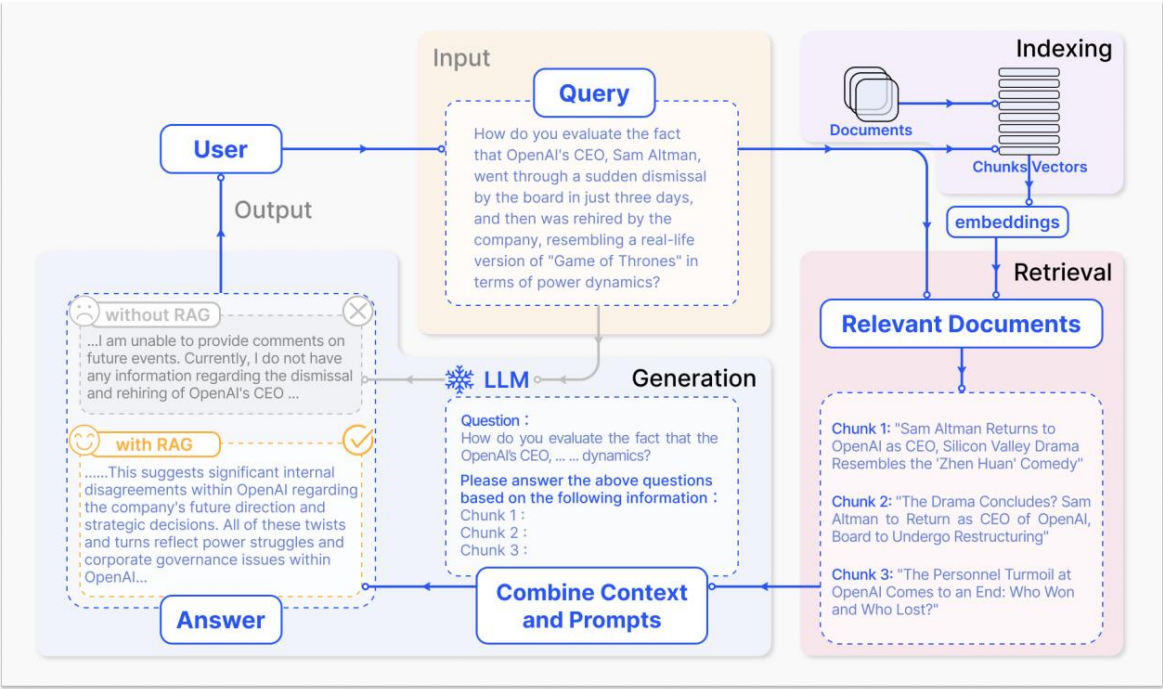 Input
Query
How do you evaluate the fact
that OpenAI's CEO, Sam Altman,
went through a sudden dismissal
by the board in just three days,
and then was rehired by the
company, resembling a real-life
version of "Game of Thrones" in
terms of power dynamics?
Indexing
Documents
Chunks Vectors
embeddings
User
Output
Retrieval
Relevant Documents
Chunk 1: "Sam Altman Returns to
OpenAI as CEO, Silicon Valley Drama
Resembles the 'Zhen Huan' Comedy"
Chunk 2: "The Drama Concludes? Sam
Altman to Return as CEO of OpenAI,
Board to Undergo Restructuring"
Chunk 3: "The Personnel Turmoil at
OpenAI Comes to an End: Who Won
and Who Lost?"
LLM
Generation
Question :
How do you evaluate the fact that the
OpenAI's CEO, ... ... dynamics?
Please answer the above questions
based on the following information :
Chunk 1 :
Chunk 2 :
Chunk 3 :
Combine Context
and Prompts
without RAG
...I am unable to provide comments on
future events. Currently, I do not have
any information regarding the dismissal
and rehiring of OpenAI's CEO ...
with RAG
......This suggests significant internal
disagreements within OpenAI regarding
the company's future direction and
strategic decisions. All of these twists
and turns reflect power struggles and
corporate governance issues within
OpenAI...
Answer